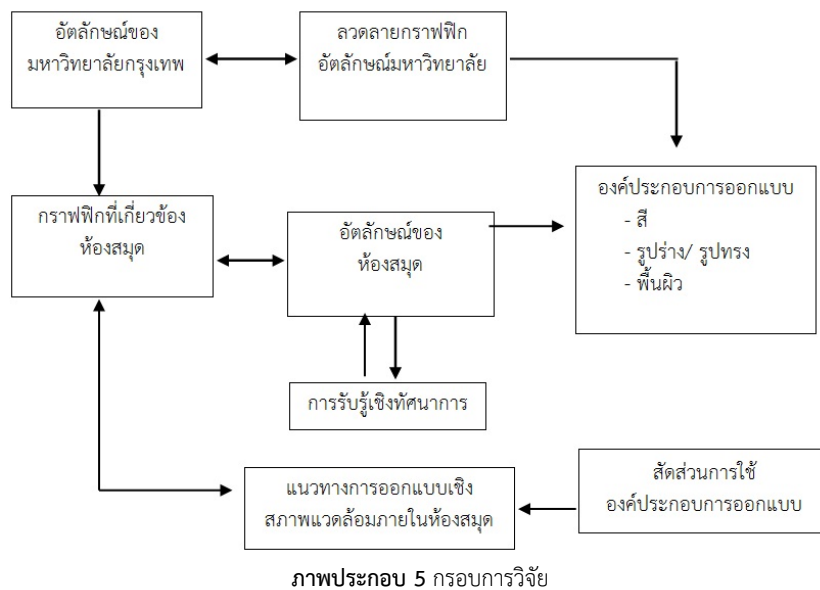 อัตลักษณ์ของ
มหาวิทยาลัยกรุงเทพ
ลวดลายกราฟฟิก
อัตลักษณ์มหาวิทยาลัย
องค์ประกอบการออกแบบ
- สี
- รูปร่าง/ รูปทรง
- พื้นผิว
กราฟฟิกที่เกี่ยวข้อง
ห้องสมุด
อัตลักษณ์ของ
ห้องสมุด
การรับรู้เชิงทัศนาการ
แนวทางการออกแบบเชิง
สภาพแวดล้อมภายในห้องสมุด
สัดส่วนการใช้
องค์ประกอบการออกแบบ
ภาพประกอบ 5 กรอบการวิจัย